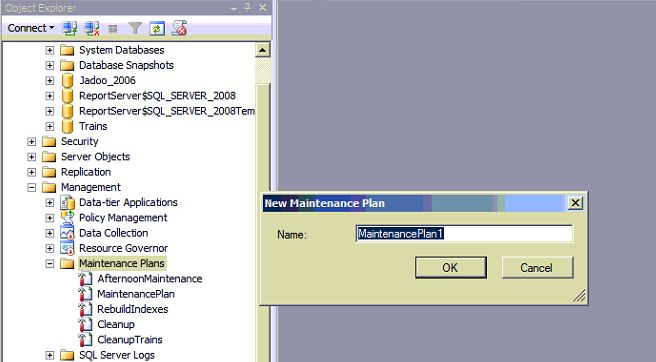 Object Explorer
Connect
System Databases
Database Snapshots
Jadoo_2006
ReportServer$SQL_SERVER_2008
ReportServer$SQL_SERVER_2008Tem
Trains
Security
Server Objects
Replication
Management
Data-tier Applications
Policy Management
Data Collection
Resource Governor
Maintenance Plans
AfternoonMaintenance
MaintenancePlan
RebuildIndexes
Cleanup
CleanupTrains
SQL Server Logs
New Maintenance Plan
Name: MaintenancePlan1
OK Cancel